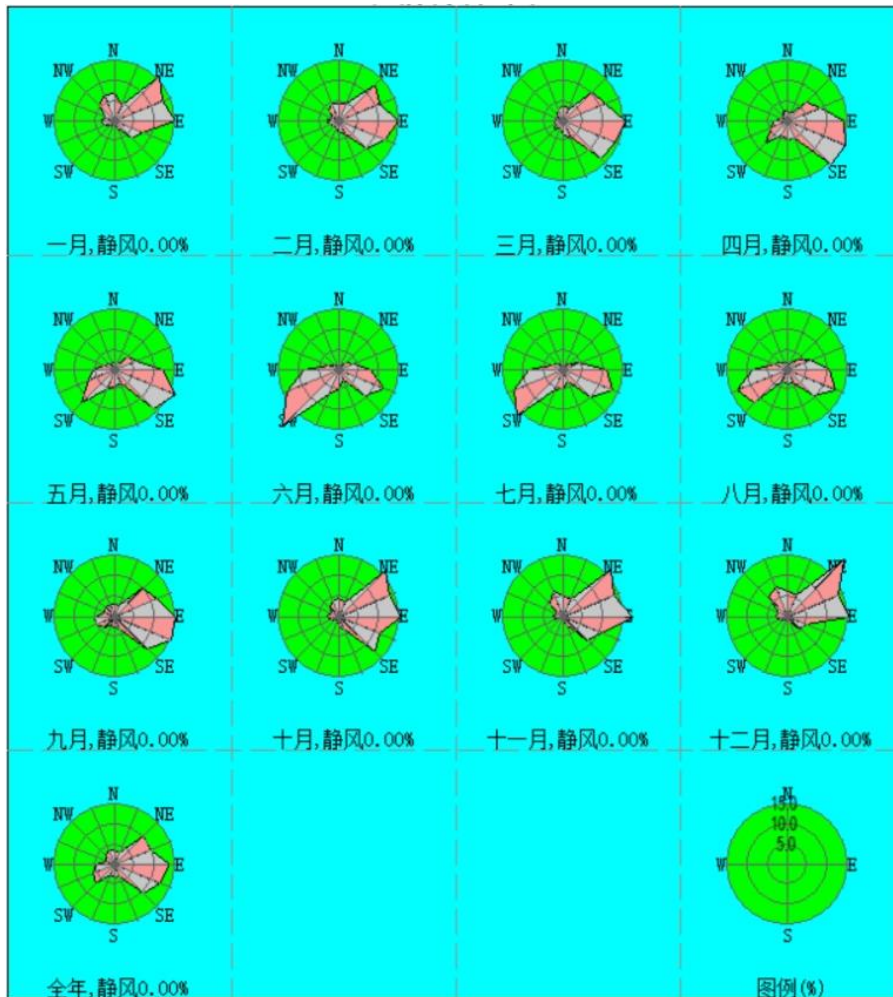 N N N N
NW NE NW NE NW NE NW NE
W E W E W E W E
SW SE SW SE SW SE SW SE
S S S S
一月,静风0.00% 二月,静风0.00% 三月,静风0.00% 四月,静风0.00%
N N N N
NW NE NW NE NW NE NW NE
W E W E W E W E
SW SE SW SE SW SE SW SE
S S S S
五月,静风0.00% 六月,静风0.00% 七月,静风0.00% 八月,静风0.00%
N N N N
NW NE NW NE NW NE NW NE
W E W E W E W E
SW SE SW SE SW SE SW SE
S S S S
九月,静风0.00% 十月,静风0.00% 十一月,静风0.00% 十二月,静风0.00%
N N
NW NE 15.0
10.0
5.0
W E W E
SW SE
S S
全年,静风0.00% 图例(%)